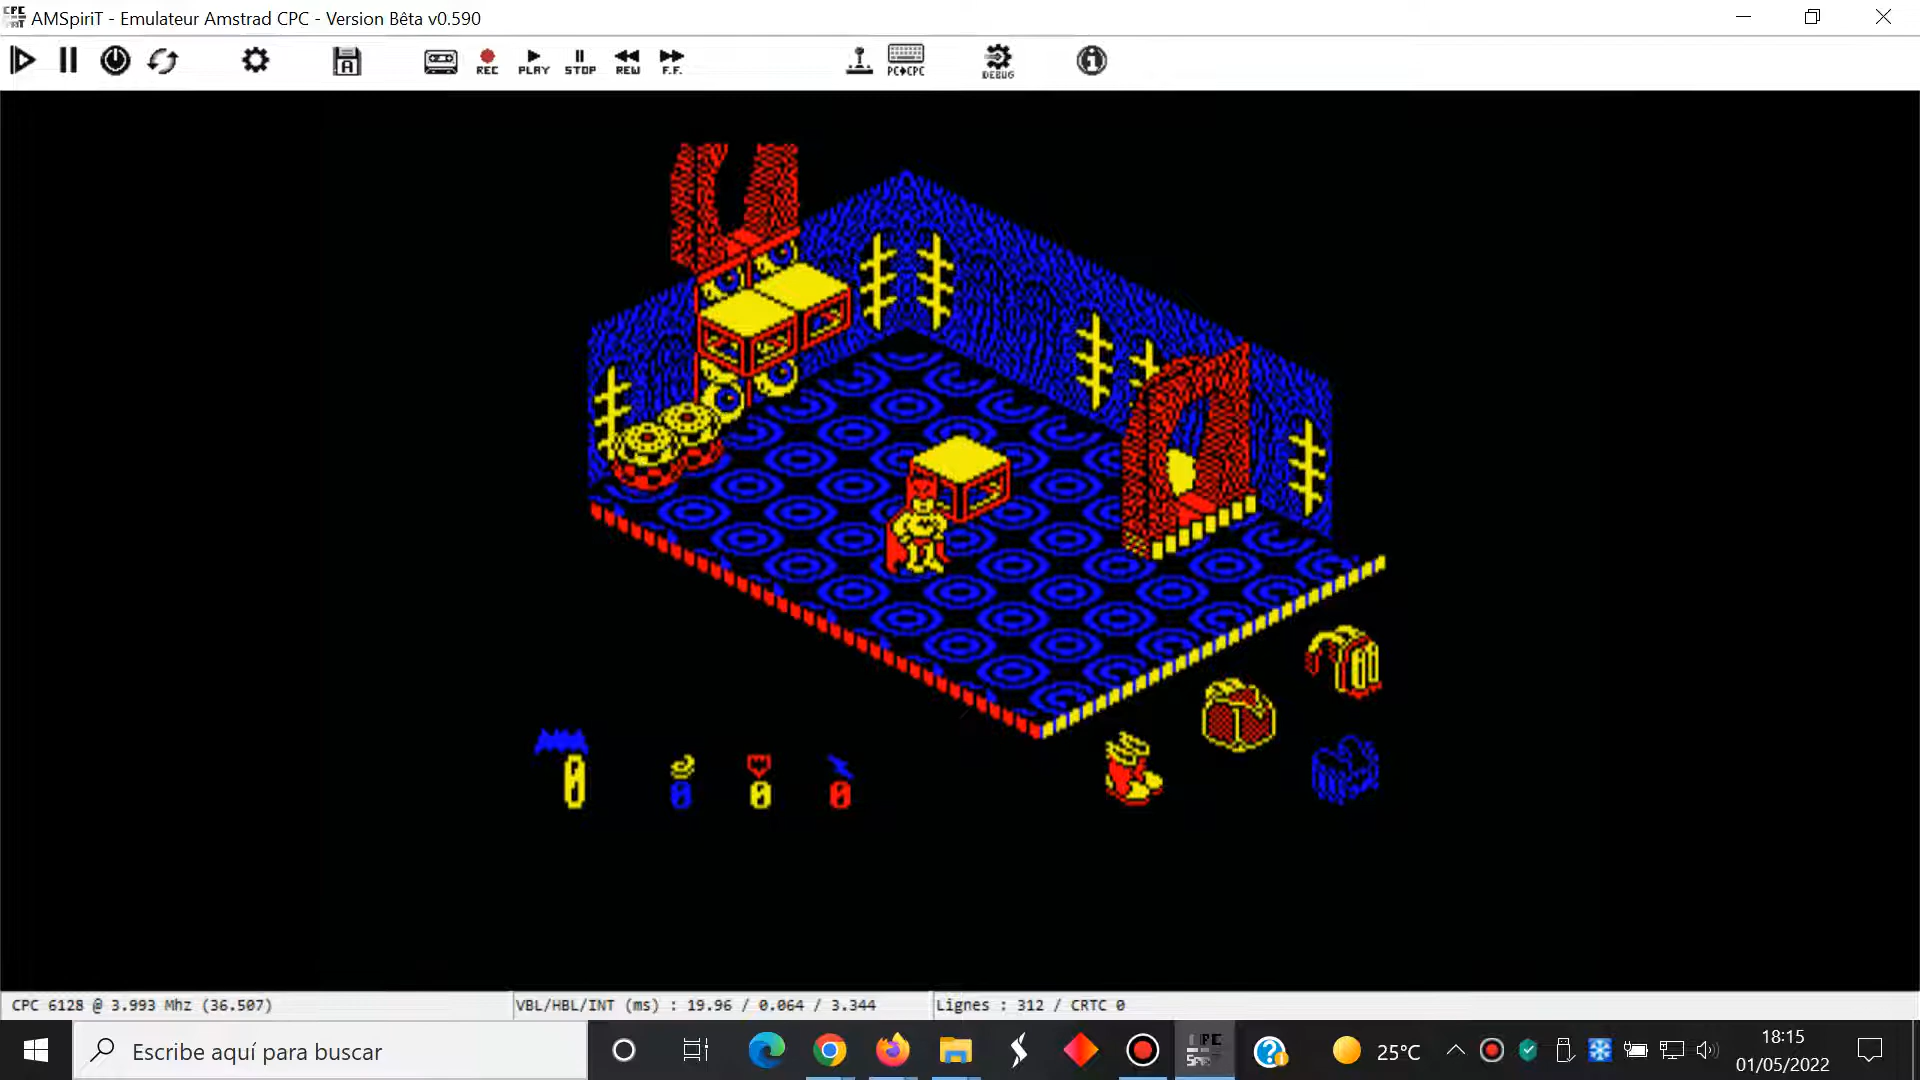 AMSpiriT - Emulateur Amstrad CPC - Version Bêta v0.590
REC PLAY STOP REW F.F. PC CPC DEBUG
0 0 0 0
CPC 6128 @ 3.993 Mhz (36.507) VBL/HBL/INT (ms) : 19.96 / 0.064 / 3.344 Lignes : 312 / CRTC 0
Escribe aquí para buscar 25°C 18:15
01/05/2022